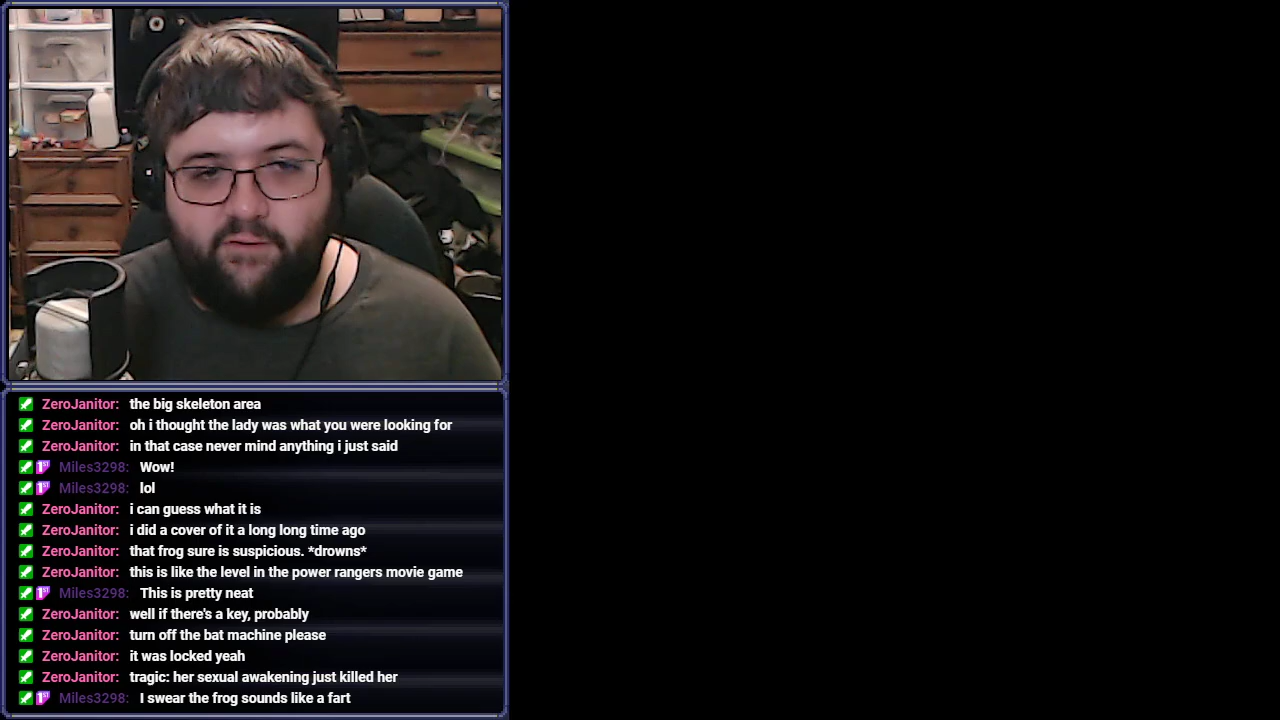 ZeroJanitor: the big skeleton area
ZeroJanitor: oh i thought the lady was what you were looking for
ZeroJanitor: in that case never mind anything i just said
Miles3298: Wow!
Miles3298: lol
ZeroJanitor: i can guess what it is
ZeroJanitor: i did a cover of it a long long time ago
ZeroJanitor: that frog sure is suspicious. *drowns*
ZeroJanitor: this is like the level in the power rangers movie game
Miles3298: This is pretty neat
ZeroJanitor: well if there's a key, probably
ZeroJanitor: turn off the bat machine please
ZeroJanitor: it was locked yeah
ZeroJanitor: tragic: her sexual awakening just killed her
Miles3298: I swear the frog sounds like a fart